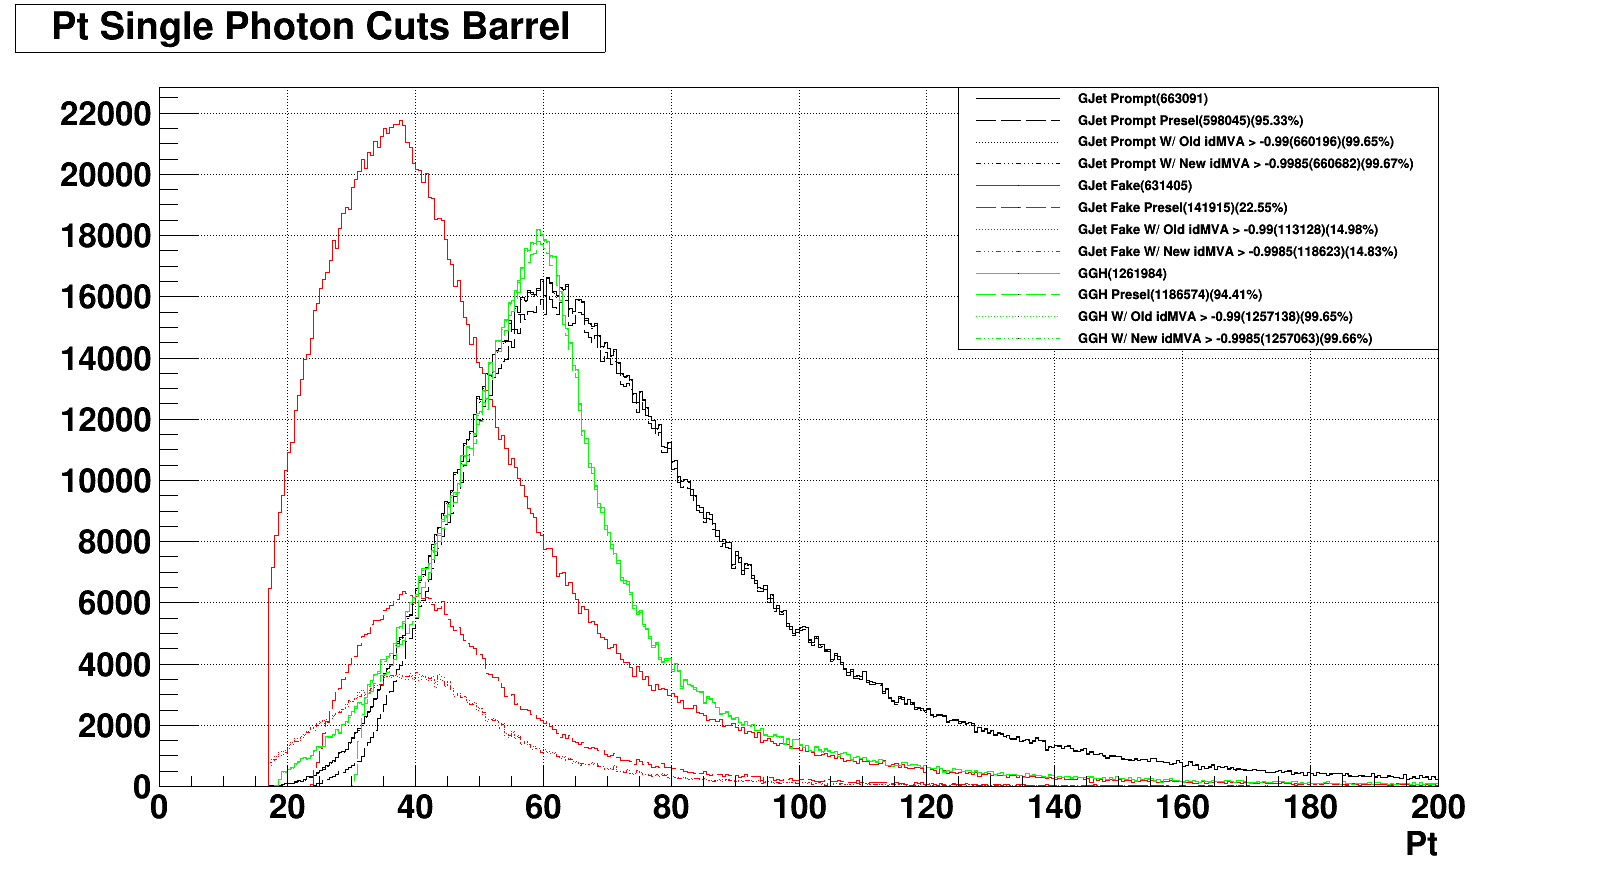 Pt Single Photon Cuts Barrel
22000
20000
18000
16000
14000
12000
10000
8000
6000
4000
2000
0
GJet Prompt(663091)
GJet Prompt Presel(598045)(95.33%)
GJet Prompt W/ Old idMVA > -0.99(660196)(99.65%)
GJet Prompt W/ New idMVA > -0.9985(660682)(99.67%)
GJet Fake(631405)
GJet Fake Presel(141915)(22.55%)
GJet Fake W/ Old idMVA > -0.99(113128)(14.98%)
GJet Fake W/ New idMVA > -0.9985(118623)(14.83%)
GGH(1261984)
GGH Presel(1186574)(94.41%)
GGH W/ Old idMVA > -0.99(1257138)(99.65%)
GGH W/ New idMVA > -0.9985(1257063)(99.66%)
0 20 40 60 80 100 120 140 160 180 200
Pt